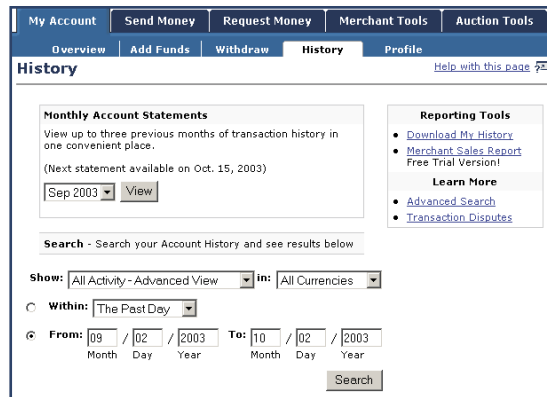 My Account Send Money Request Money Merchant Tools Auction Tools
Overview Add Funds Withdraw History Profile
History
Help with this page
Monthly Account Statements
View up to three previous months of transaction history in
one convenient place.
(Next statement available on Oct. 15, 2003)
Sep 2003 View
Reporting Tools
Download My History
Merchant Sales Report
Free Trial Version!
Learn More
Advanced Search
Transaction Disputes
Search - Search your Account History and see results below
Show: All Activity - Advanced View in: All Currencies
Within: The Past Day
From: 09 / 02 / 2003 To: 10 / 02 / 2003
Month Day Year Month Day Year
Search